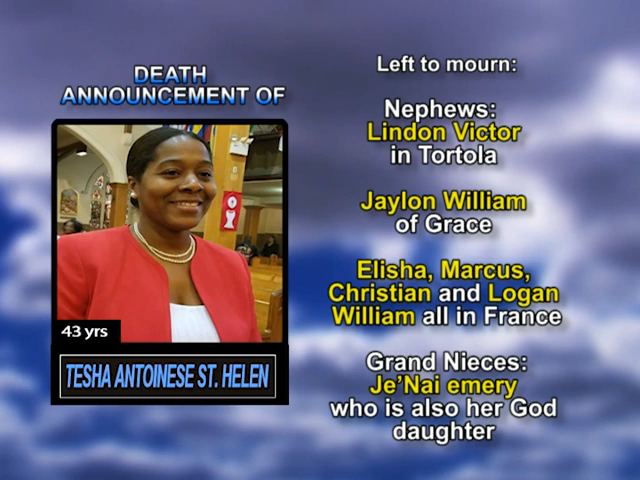 DEATH
ANNOUNCEMENT OF
43 yrs
TESHA ANTOINESE ST. HELEN
Left to mourn:
Nephews:
Lindon Victor
in Tortola
Jaylon William
of Grace
Elisha, Marcus,
Christian and Logan
William all in France
Grand Nieces:
Je'Nai emery
who is also her God
daughter